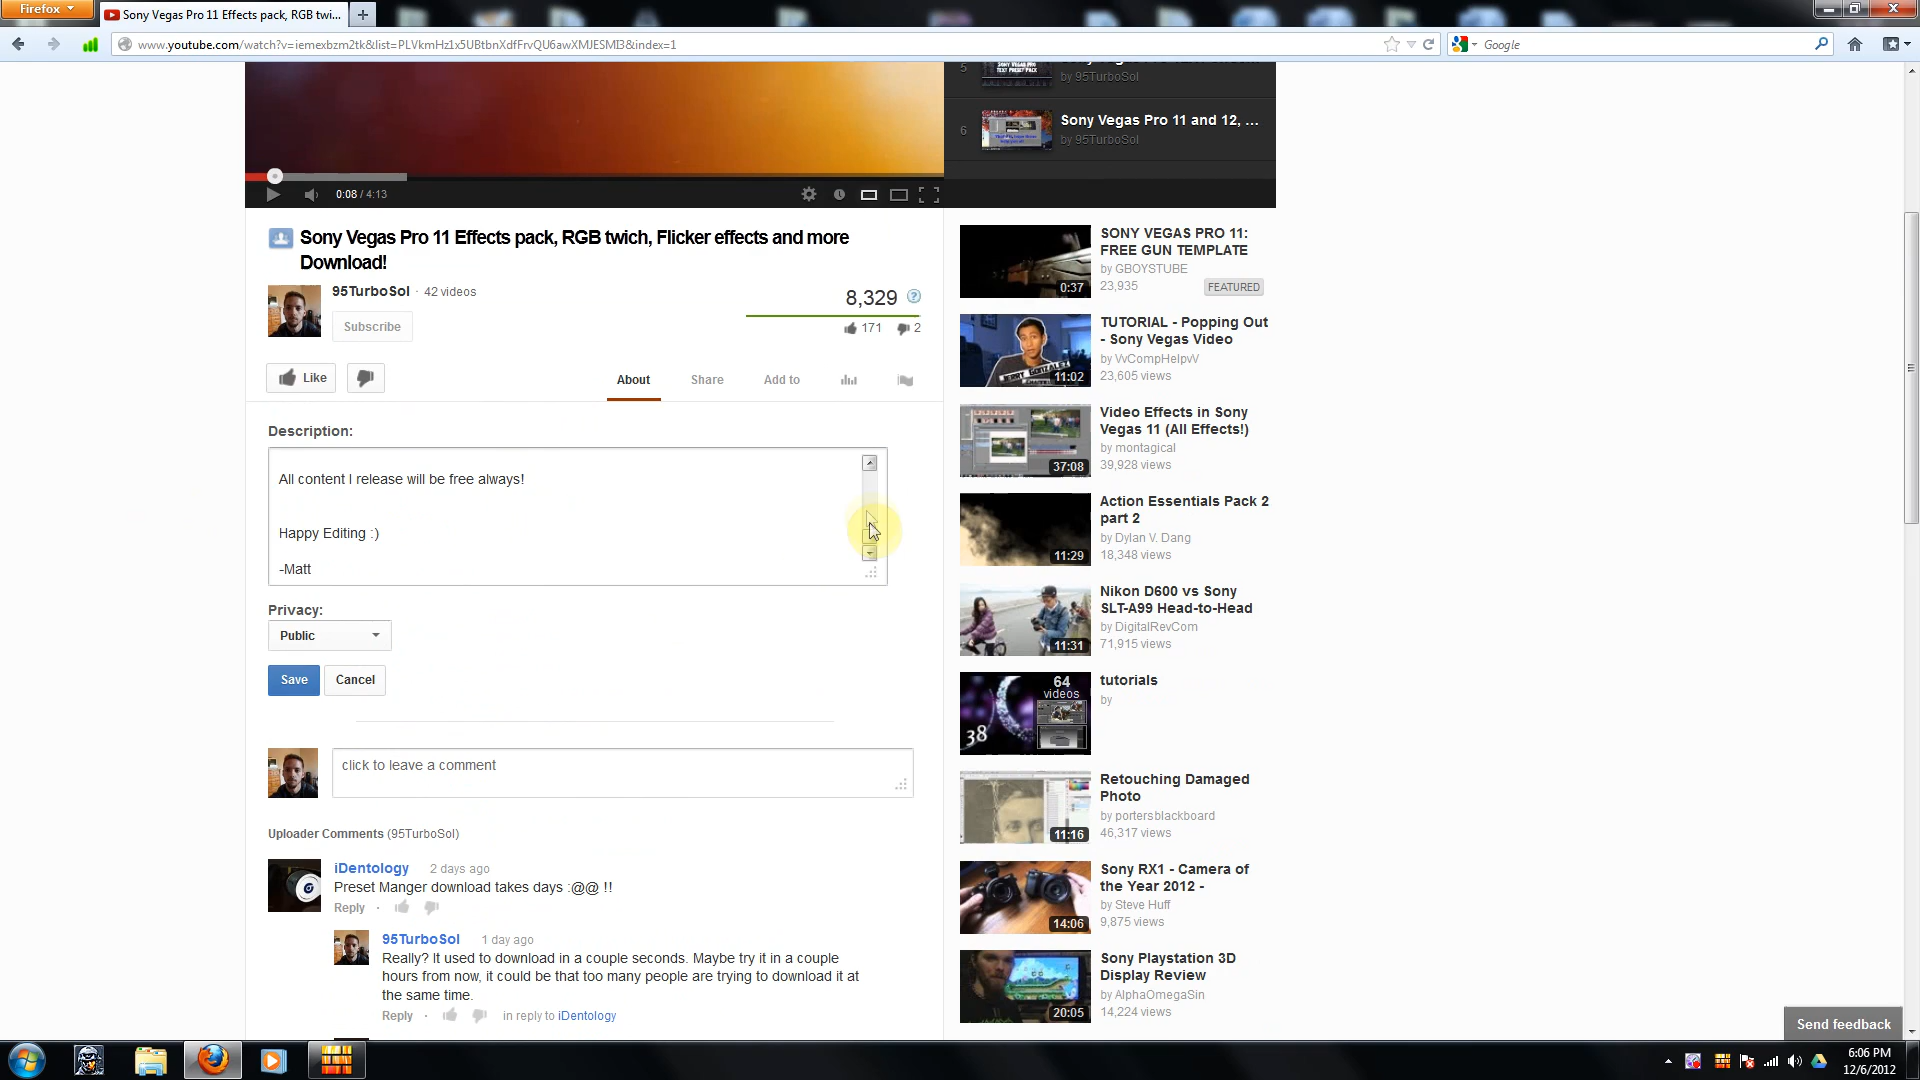 Firefox
Sony Vegas Pro 11 Effects pack, RGB twi...
www.youtube.com/watch?v=iemexbzm2tk&list=PLVkmHz1x5UBtbnXdfFrvQU6awXMJESMI3&index=1
Google
5
by 95TurboSol
6
Sony Vegas Pro 11 and 12, ...
by 95TurboSol
0:08 / 4:13
Sony Vegas Pro 11 Effects pack, RGB twich, Flicker effects and more
Download!
95TurboSol · 42 videos
Subscribe
8,329
171
2
Like
About
Share
Add to
Description:
All content I release will be free always!
Happy Editing :)
-Matt
Privacy:
Public
Save
Cancel
click to leave a comment
Uploader Comments (95TurboSol)
iDentology 2 days ago
Preset Manger download takes days :@@ !!
Reply ·
95TurboSol 1 day ago
Really? It used to download in a couple seconds. Maybe try it in a couple
hours from now, it could be that too many people are trying to download it at
the same time.
Reply · in reply to iDentology
SONY VEGAS PRO 11:
FREE GUN TEMPLATE
by GBOYSTUBE
23,935
FEATURED
0:37
TUTORIAL - Popping Out
- Sony Vegas Video
by VvCompHelpvV
23,605 views
11:02
Video Effects in Sony
Vegas 11 (All Effects!)
by montagical
39,928 views
37:08
Action Essentials Pack 2
part 2
by Dylan V. Dang
18,348 views
11:29
Nikon D600 vs Sony
SLT-A99 Head-to-Head
by DigitalRevCom
71,915 views
11:31
tutorials
by
64
videos
38
Retouching Damaged
Photo
by portersblackboard
46,317 views
11:16
Sony RX1 - Camera of
the Year 2012 -
by Steve Huff
9,875 views
14:06
Sony Playstation 3D
Display Review
by AlphaOmegaSin
14,224 views
20:05
Send feedback
6:06 PM
12/6/2012